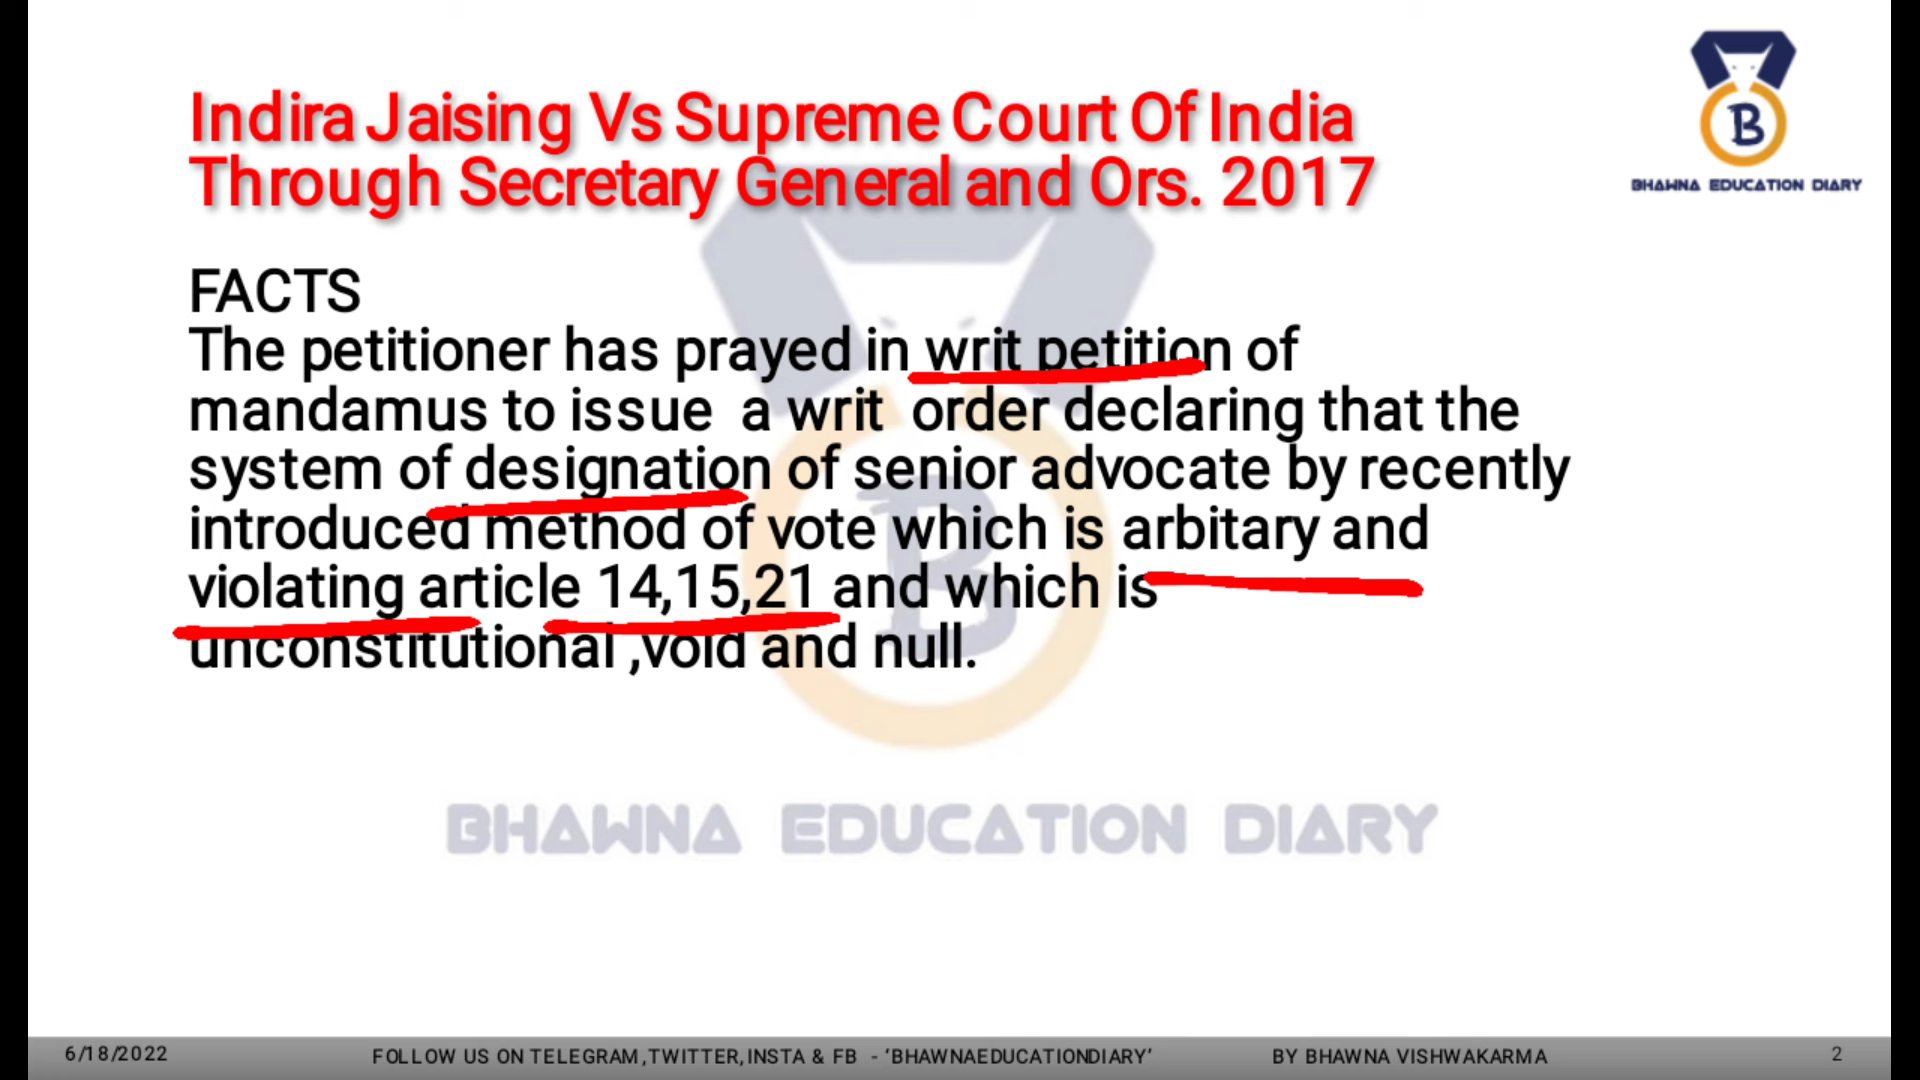 Indira Jaising Vs Supreme Court Of India
Through Secretary General and Ors. 2017
B
BHAWNA EDUCATION DIARY
FACTS
The petitioner has prayed in writ petition of
mandamus to issue a writ order declaring that the
system of designation of senior advocate by recently
introduced method of vote which is arbitary and
violating article 14,15,21 and which is
unconstitutional ,void and null.
B
BHAWNA EDUCATION DIARY
6/18/2022
FOLLOW US ON TELEGRAM,TWITTER,INSTA & FB - ‘BHAWNAEDUCATIONDIARY’
BY BHAWNA VISHWAKARMA
2